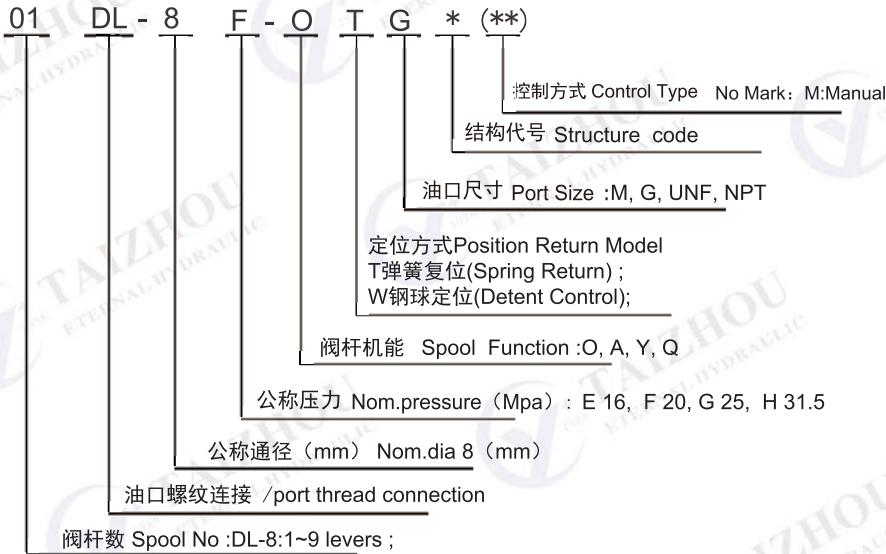 01 DL - 8 F - O T G * (**)
控制方式 Control Type No Mark：M:Manual
结构代号 Structure code
油口尺寸 Port Size :M, G, UNF, NPT
定位方式Position Return Model
T弹簧复位(Spring Return) ;
W钢球定位(Detent Control);
阀杆机能 Spool Function :O, A, Y, Q
公称压力 Nom.pressure（Mpa）: E 16, F 20, G 25, H 31.5
公称通径（mm） Nom.dia 8（mm）
油口螺纹连接 /port thread connection
阀杆数 Spool No :DL-8:1~9 levers ;
TAIZHOU
ETERNAL HYDRAULIC